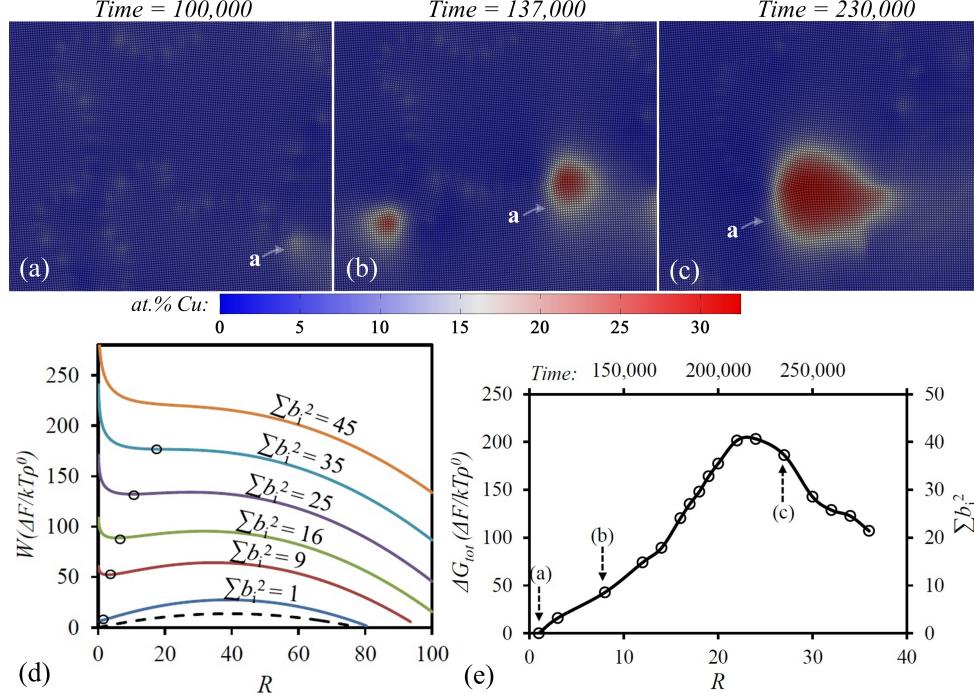 Time = 100,000 Time = 137,000 Time = 230,000
a
a
a
(a) (b) (c)
at.% Cu: 0 5 10 15 20 25 30
W(ΔF/kTρ⁰)
250
200
150
100
50
0
0 20 40 60 80 100
R
∑bᵢ² = 45
∑bᵢ² = 35
∑bᵢ² = 25
∑bᵢ² = 16
∑bᵢ² = 9
∑bᵢ² = 1
(d)
Time: 150,000 200,000 250,000
ΔGtot (ΔF/kTρ⁰)
250
200
150
100
50
0
(a)
(b)
(c)
50
40
30
20
10
0
∑bᵢ²
0 10 20 30 40
R
(e)